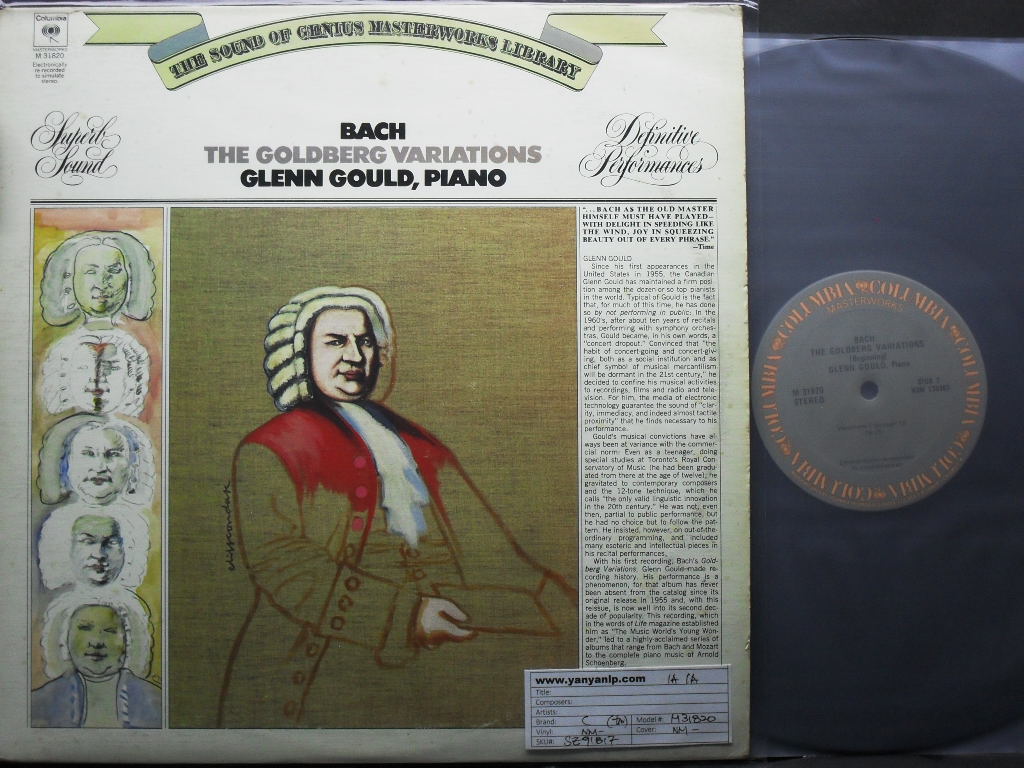 Columbia
MASTERWORKS
M 31820
Electronically
re-recorded
to simulate
stereo.
THE SOUND OF GENIUS MASTERWORKS LIBRARY
Superb
Sound
BACH
THE GOLDBERG VARIATIONS
GLENN GOULD, PIANO
Definitive
Performances
"...BACH AS THE OLD MASTER
HIMSELF MUST HAVE PLAYED—
WITH DELIGHT IN SPEEDING LIKE
THE WIND, JOY IN SQUEEZING
BEAUTY OUT OF EVERY PHRASE."
—Time
GLENN GOULD
Since his first appearances in the
United States in 1955, the Canadian
Glenn Gould has maintained a firm posi-
tion among the dozen or so top pianists
in the world. Typical of Gould is the fact
that, for much of this time, he has done
so by not performing in public: In the
1960's, after about ten years of recitals
and performing with symphony orches-
tras, Gould became, in his own words, a
"concert dropout." Convinced that "the
habit of concert-going and concert-giv-
ing, both as a social institution and as
chief symbol of musical mercantilism
will be dormant in the 21st century," he
decided to confine his musical activities
to recordings, films and radio and tele-
vision. For him, the media of electronic
technology guarantee the sound of "clar-
ity, immediacy, and indeed almost tactile
proximity" that he finds necessary to his
performance.
Gould's musical convictions have al-
ways been at variance with the commer-
cial norm: Even as a teenager, doing
special studies at Toronto's Royal Con-
servatory of Music (he had been gradu-
ated from there at the age of twelve), he
gravitated to contemporary composers
and the 12-tone technique, which he
calls "the only valid linguistic innovation
in the 20th century." He was not, even
then, partial to public performance, but
he had no choice but to follow the pat-
tern. He insisted, however, on out-of-the-
ordinary programming, and included
many esoteric and intellectual pieces in
his recital performances.
With his first recording, Bach's Gold-
berg Variations, Glenn Gould made re-
cording history. His performance is a
phenomenon, for that album has never
been absent from the catalog since its
original release in 1955 and, with this
reissue, is now well into its second dec-
ade of popularity. This recording, which
in the words of Life magazine established
him as "The Music World's Young Won-
der," led to a highly-acclaimed series of
albums that range from Bach and Mozart
to the complete piano music of Arnold
Schoenberg.
www.yanyanlp.com 1A 1A
Title:
Composers:
Artists:
Brand: C Model #: M31820
Vinyl: NM- Cover: NM-
SKU#: SZ91B17
COLUMBIA COLUMBIA COLUMBIA COLUMBIA COLUMBIA COLUMBIA
MASTERWORKS
BACH
THE GOLDBERG VARIATIONS
(Beginning)
GLENN GOULD, Piano
M 31820
STEREO
SIDE 1